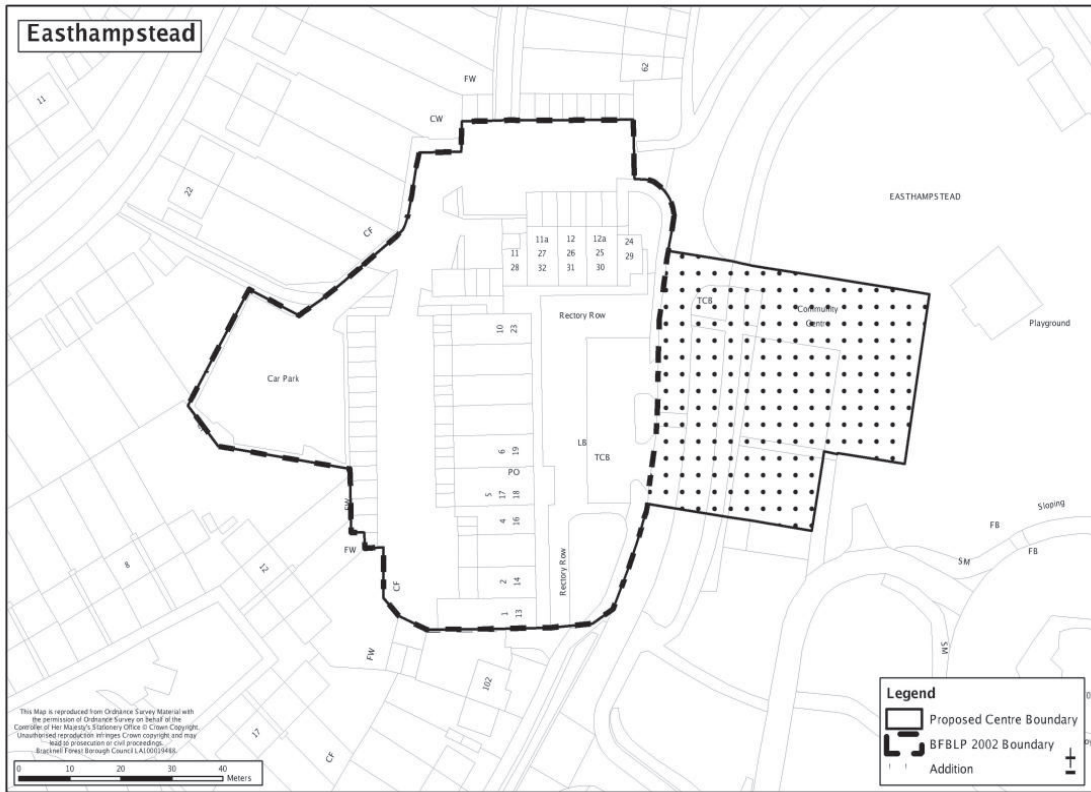 Easthampstead
FW
62
CW
11
22
EASTHAMPSTEAD
CF
11a 12 12a 24
11 27 26 25 29
28 32 31 30
TCB
Community
Centre
Rectory Row
10 23
Playground
Car Park
LB
6 19
TCB
PO
5 17 18
FW
4 16
Sloping
FB
FB
FW
SM
8
12
CF
2 14
Rectory Row
1 13
SM
FW
102
17
CF
This Map is reproduced from Ordnance Survey Material with
the permission of Ordnance Survey on behalf of the
Controller of Her Majesty's Stationery Office © Crown Copyright.
Unauthorised reproduction infringes Crown copyright and may
lead to prosecution or civil proceedings.
Bracknell Forest Borough Council LA100019488.
0 10 20 30 40
Meters
Legend
Proposed Centre Boundary
BFBLP 2002 Boundary
Addition